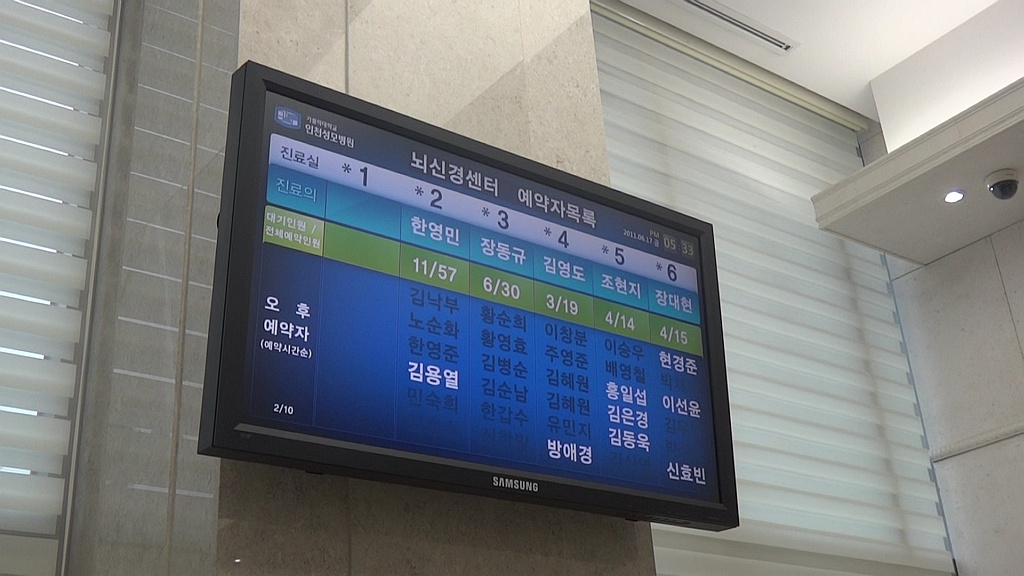 가톨릭대학교
인천성모병원
뇌신경센터 예약자목록
2011.06.17 금 PM 05 33
진료실 *1 *2 *3 *4 *5 *6
진료의 한영민 장동규 김영도 조현지 장대현
대기인원 / 전체예약인원 11/57 6/30 3/19 4/14 4/15
오후
예약자
(예약시간순)
김낙부 황순희 이창분 이승우 현경준
노순화 황영효 주영준 배영철
한영준 김병순 김혜원 홍일섭 이선윤
김용열 김순남 김혜원 김은경
민숙희 한갑수 유민지 김동욱
방애경 신효빈
2/10
SAMSUNG